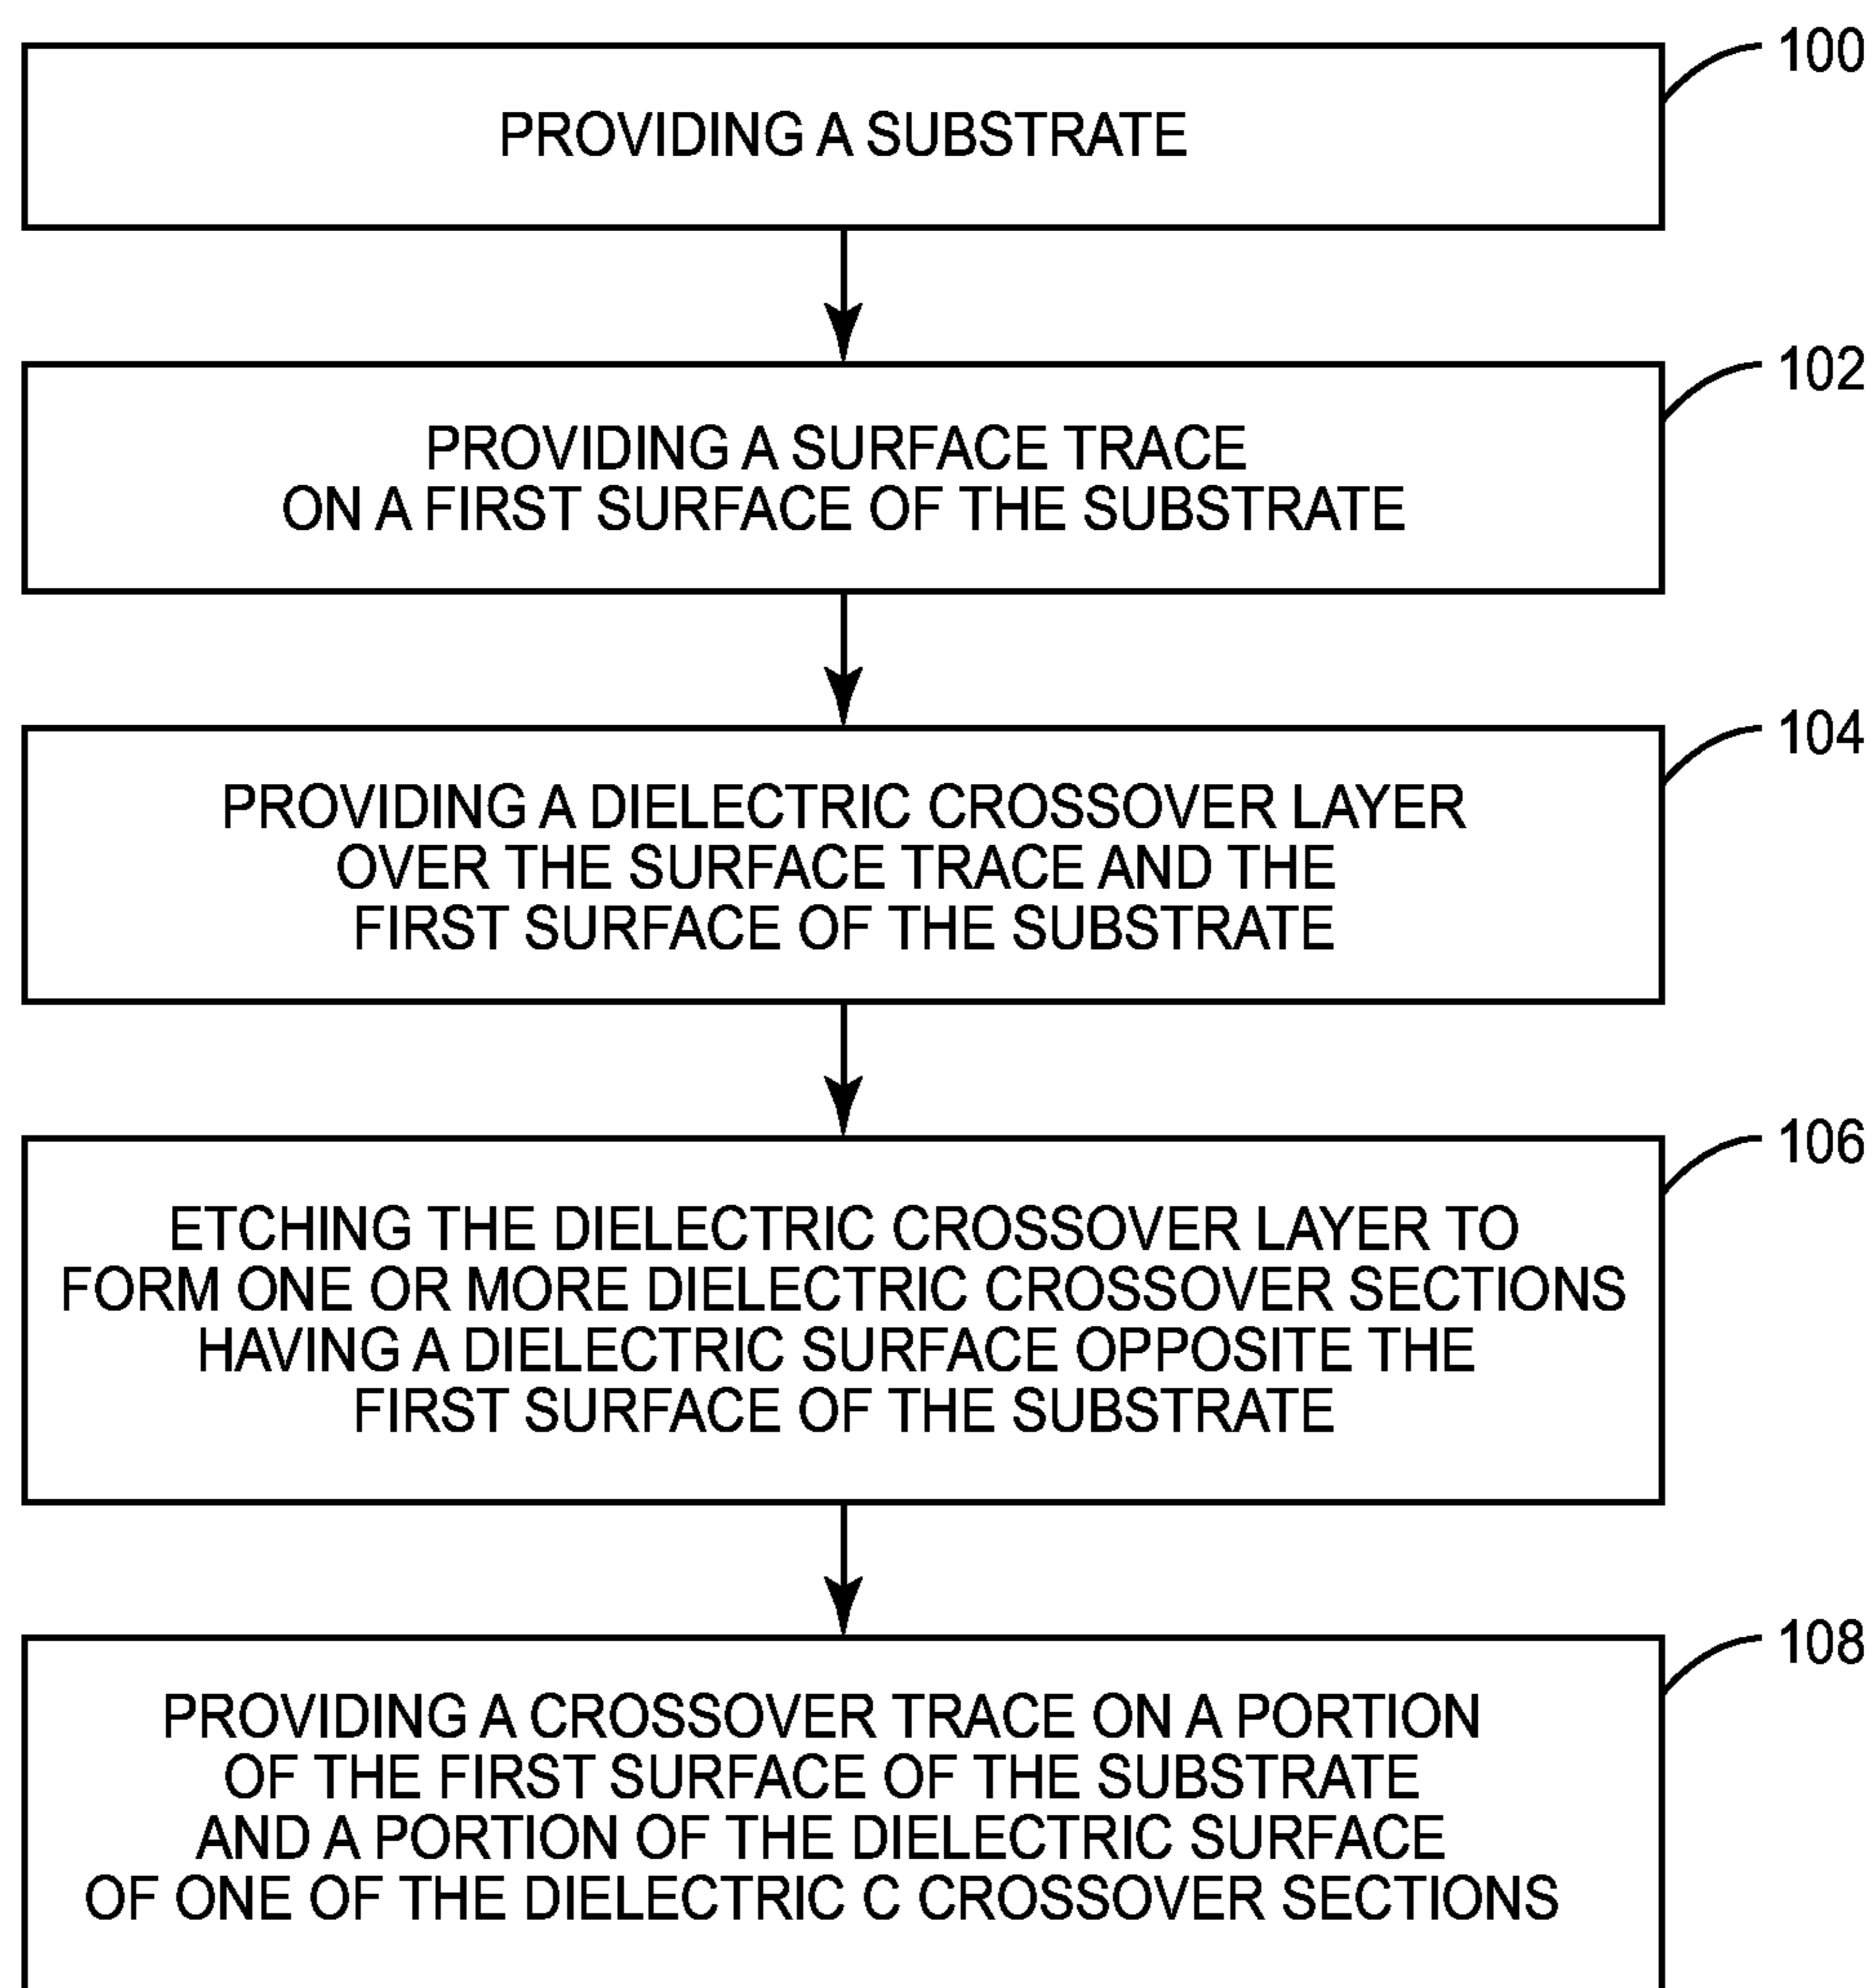 100
PROVIDING A SUBSTRATE
102
PROVIDING A SURFACE TRACE
ON A FIRST SURFACE OF THE SUBSTRATE
104
PROVIDING A DIELECTRIC CROSSOVER LAYER
OVER THE SURFACE TRACE AND THE
FIRST SURFACE OF THE SUBSTRATE
106
ETCHING THE DIELECTRIC CROSSOVER LAYER TO
FORM ONE OR MORE DIELECTRIC CROSSOVER SECTIONS
HAVING A DIELECTRIC SURFACE OPPOSITE THE
FIRST SURFACE OF THE SUBSTRATE
108
PROVIDING A CROSSOVER TRACE ON A PORTION
OF THE FIRST SURFACE OF THE SUBSTRATE
AND A PORTION OF THE DIELECTRIC SURFACE
OF ONE OF THE DIELECTRIC C CROSSOVER SECTIONS